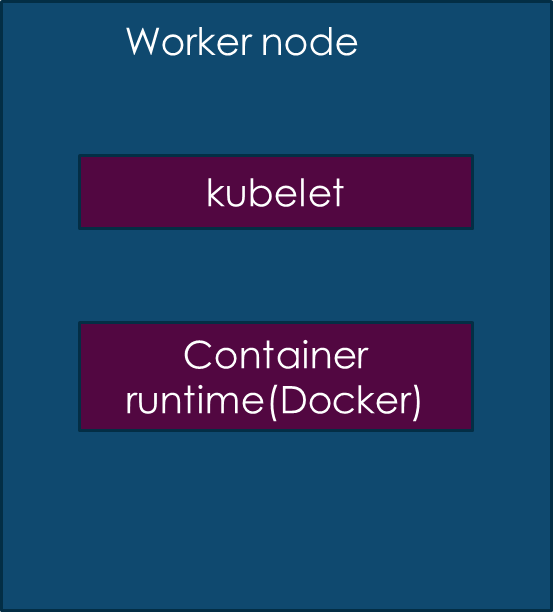 Worker node
kubelet
Container
runtime(Docker)